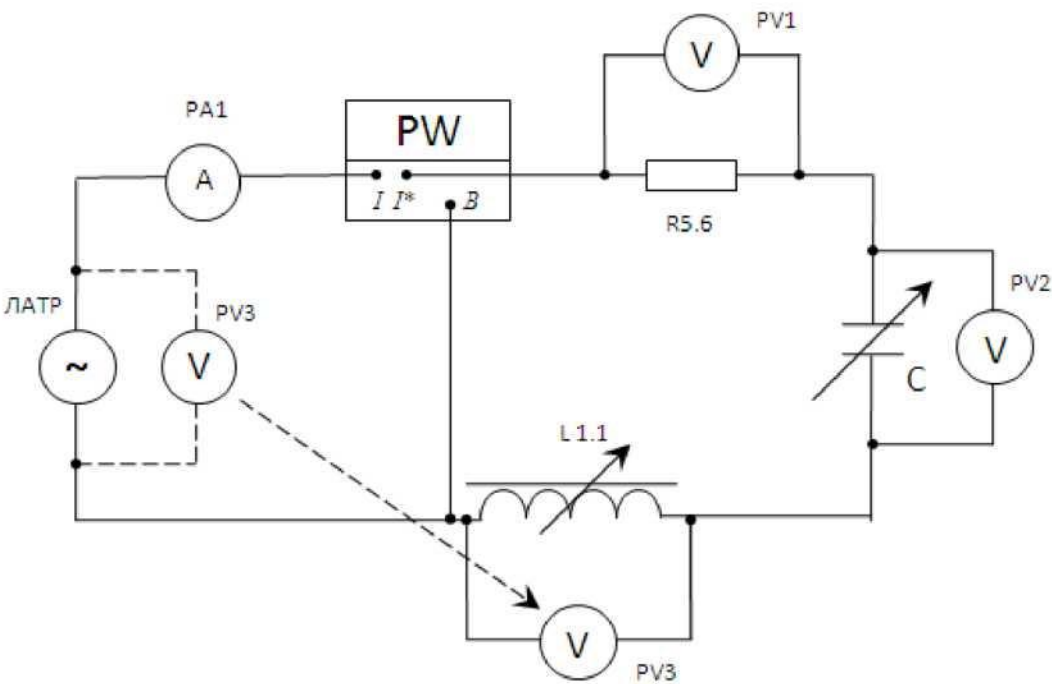 PV1
V
PA1
PW
A
I I* B
R5.6
ЛАТР
PV3
PV2
~
V
V
C
L 1.1
V
PV3